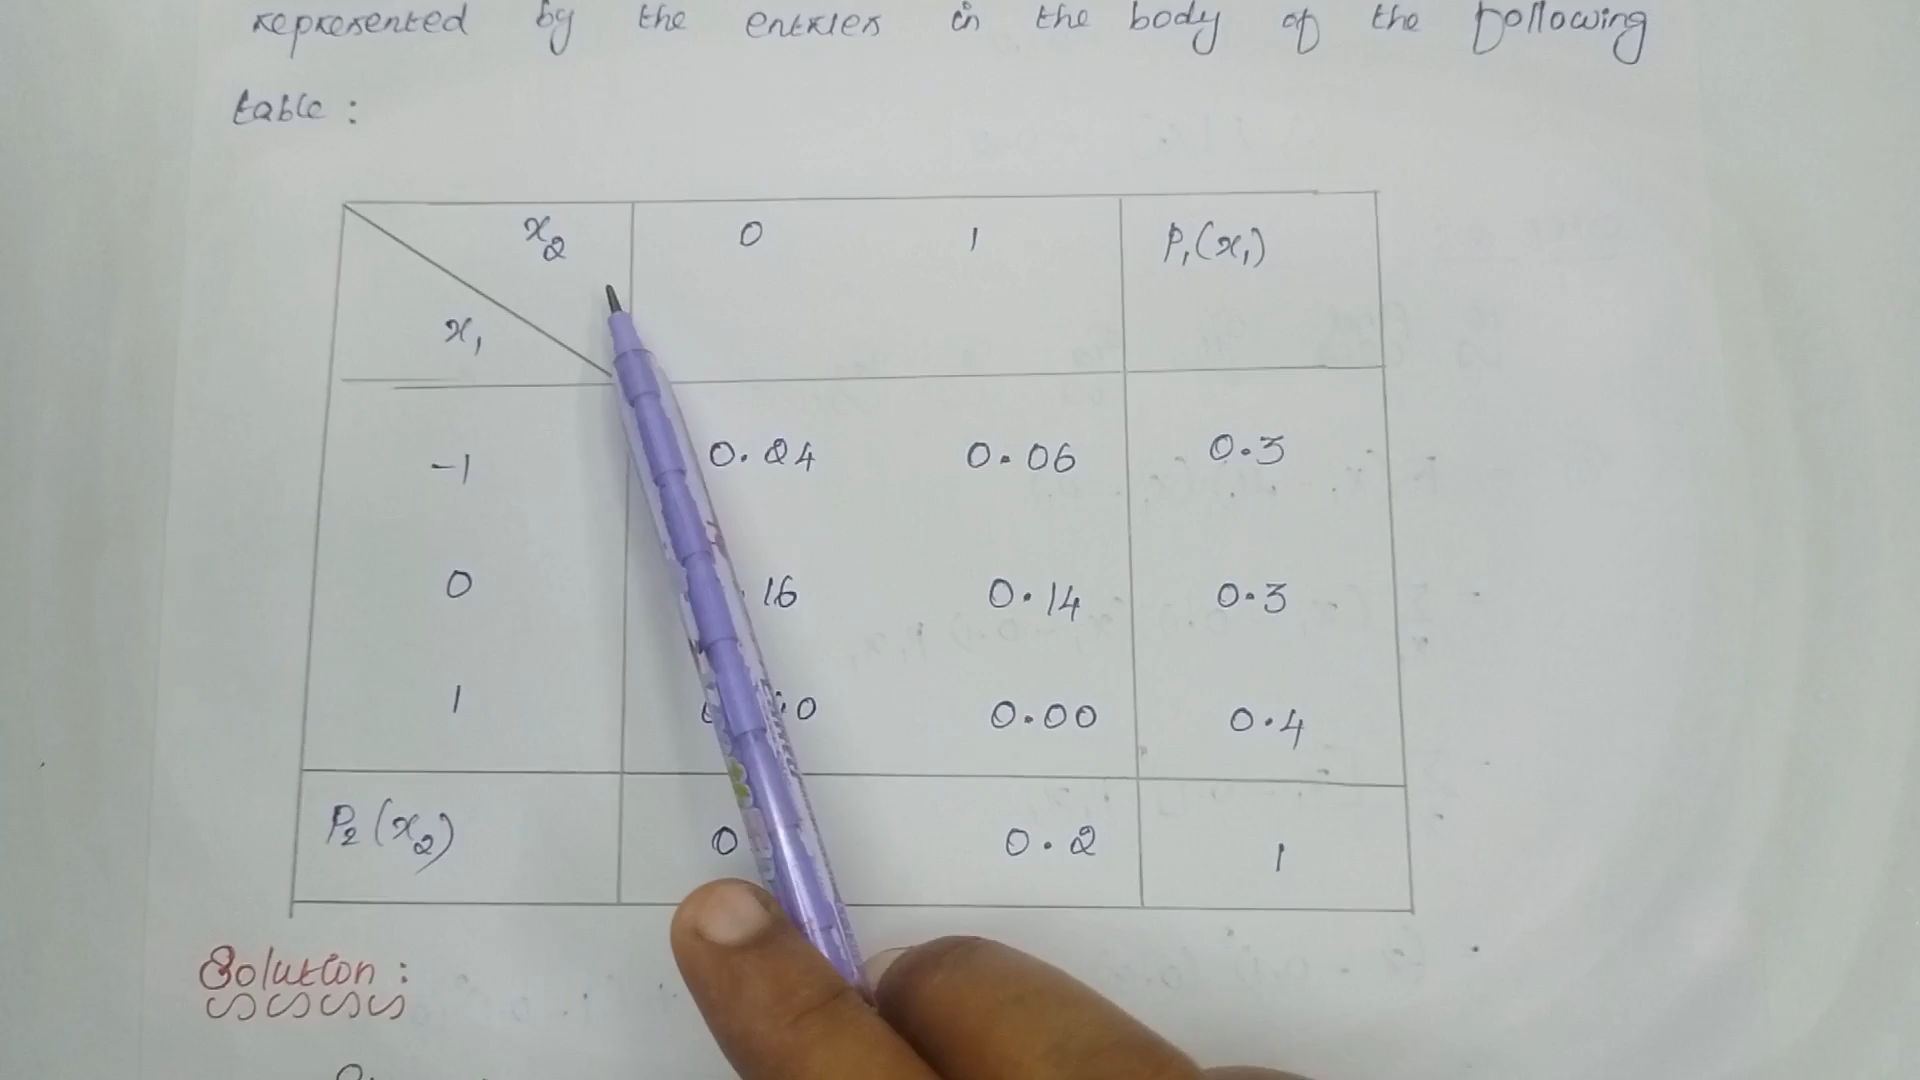 represented by the entries in the body of the following
table :
x2 0 1 P1(x1)
x1
-1 0.24 0.06 0.3
0 .16 0.14 0.3
1 0.00 0.4
P2(x2) 0 0.2 1
Solution :